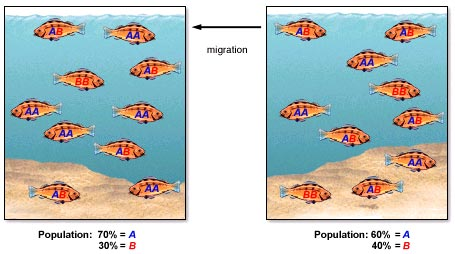 AB
AA
AB
BB
AA
AA
AA
AB
AB
AA
Population: 70% = A
30% = B
migration
AB
AB
BB
AA
AB
AB
AA
AB
BB
Population: 60% = A
40% = B